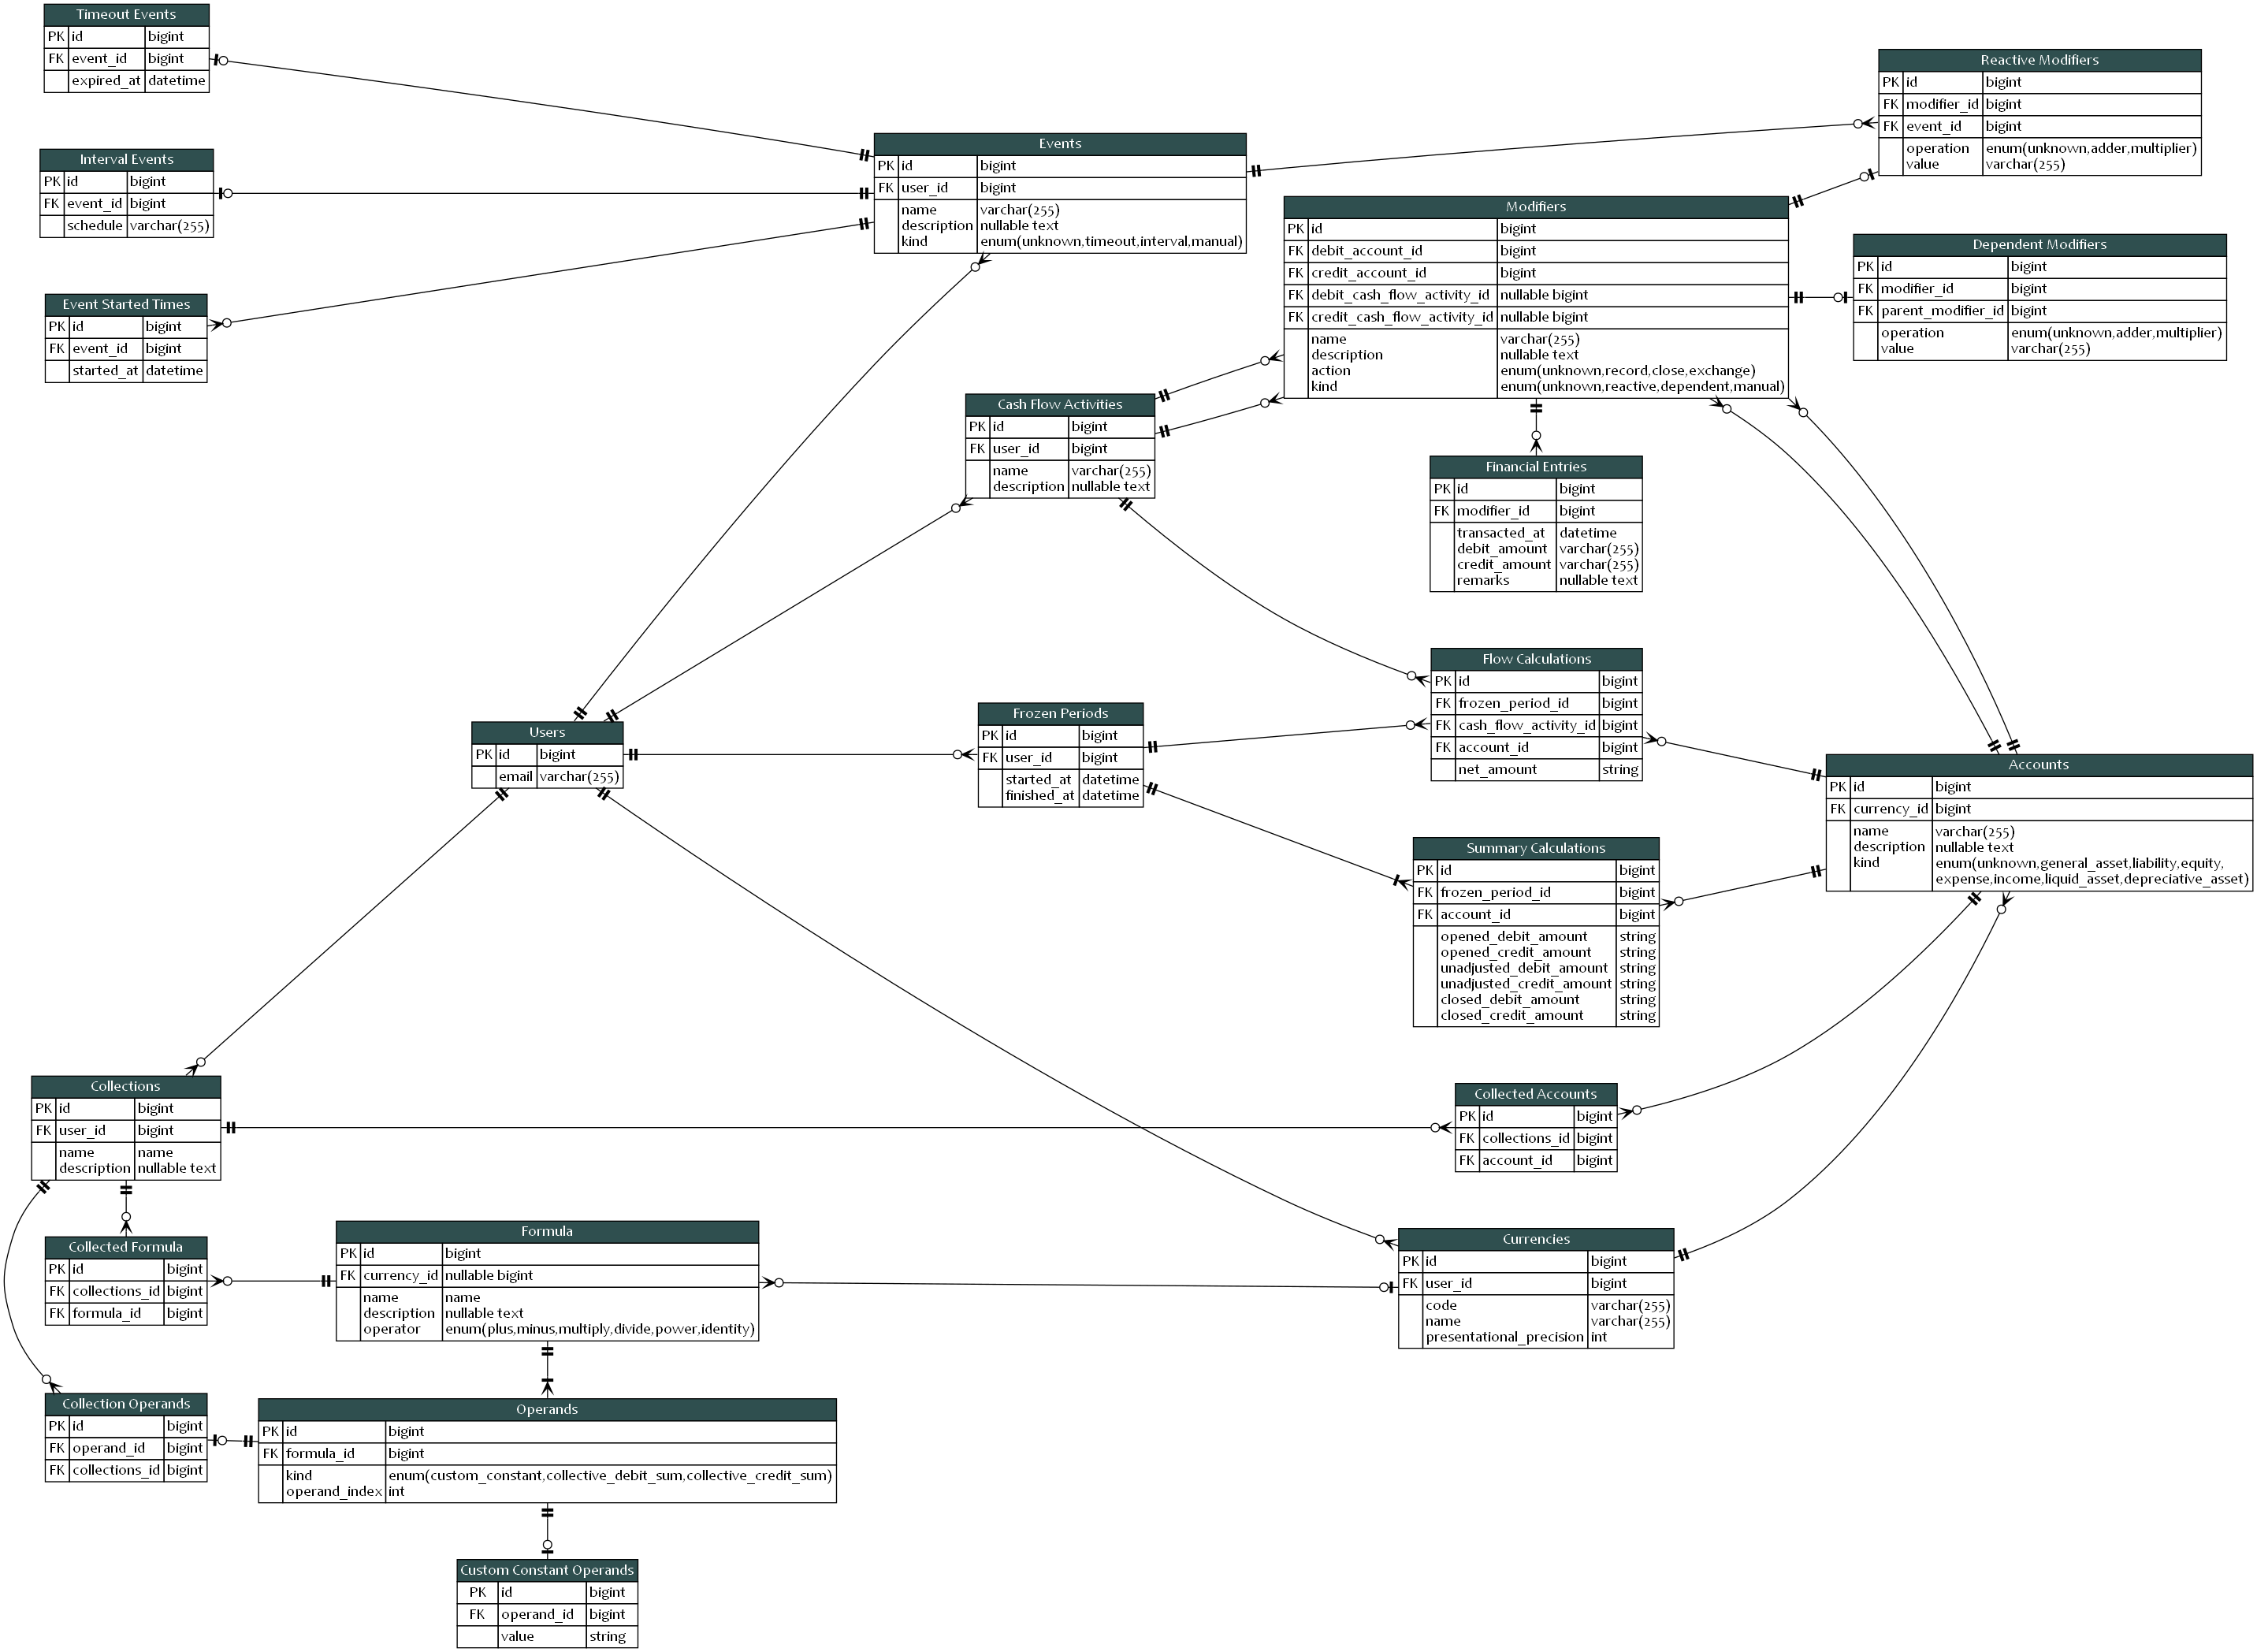 Timeout Events
PK id bigint
FK event_id bigint
expired_at datetime
Interval Events
PK id bigint
FK event_id bigint
schedule varchar(255)
Event Started Times
PK id bigint
FK event_id bigint
started_at datetime
Events
PK id bigint
FK user_id bigint
name varchar(255)
description nullable text
kind enum(unknown,timeout,interval,manual)
Reactive Modifiers
PK id bigint
FK modifier_id bigint
FK event_id bigint
operation enum(unknown,adder,multiplier)
value varchar(255)
Modifiers
PK id bigint
FK debit_account_id bigint
FK credit_account_id bigint
FK debit_cash_flow_activity_id nullable bigint
FK credit_cash_flow_activity_id nullable bigint
name varchar(255)
description nullable text
action enum(unknown,record,close,exchange)
kind enum(unknown,reactive,dependent,manual)
Dependent Modifiers
PK id bigint
FK modifier_id bigint
FK parent_modifier_id bigint
operation enum(unknown,adder,multiplier)
value varchar(255)
Cash Flow Activities
PK id bigint
FK user_id bigint
name varchar(255)
description nullable text
Financial Entries
PK id bigint
FK modifier_id bigint
transacted_at datetime
debit_amount varchar(255)
credit_amount varchar(255)
remarks nullable text
Flow Calculations
PK id bigint
FK frozen_period_id bigint
FK cash_flow_activity_id bigint
FK account_id bigint
net_amount string
Users
PK id bigint
email varchar(255)
Frozen Periods
PK id bigint
FK user_id bigint
started_at datetime
finished_at datetime
Accounts
PK id bigint
FK currency_id bigint
name varchar(255)
description nullable text
kind enum(unknown,general_asset,liability,equity,
expense,income,liquid_asset,depreciative_asset)
Summary Calculations
PK id bigint
FK frozen_period_id bigint
FK account_id bigint
opened_debit_amount string
opened_credit_amount string
unadjusted_debit_amount string
unadjusted_credit_amount string
closed_debit_amount string
closed_credit_amount string
Collections
PK id bigint
FK user_id bigint
name name
description nullable text
Collected Accounts
PK id bigint
FK collections_id bigint
FK account_id bigint
Collected Formula
PK id bigint
FK collections_id bigint
FK formula_id bigint
Formula
PK id bigint
FK currency_id nullable bigint
name name
description nullable text
operator enum(plus,minus,multiply,divide,power,identity)
Currencies
PK id bigint
FK user_id bigint
code varchar(255)
name varchar(255)
presentational_precision int
Collection Operands
PK id bigint
FK operand_id bigint
FK collections_id bigint
Operands
PK id bigint
FK formula_id bigint
kind enum(custom_constant,collective_debit_sum,collective_credit_sum)
operand_index int
Custom Constant Operands
PK id bigint
FK operand_id bigint
value string